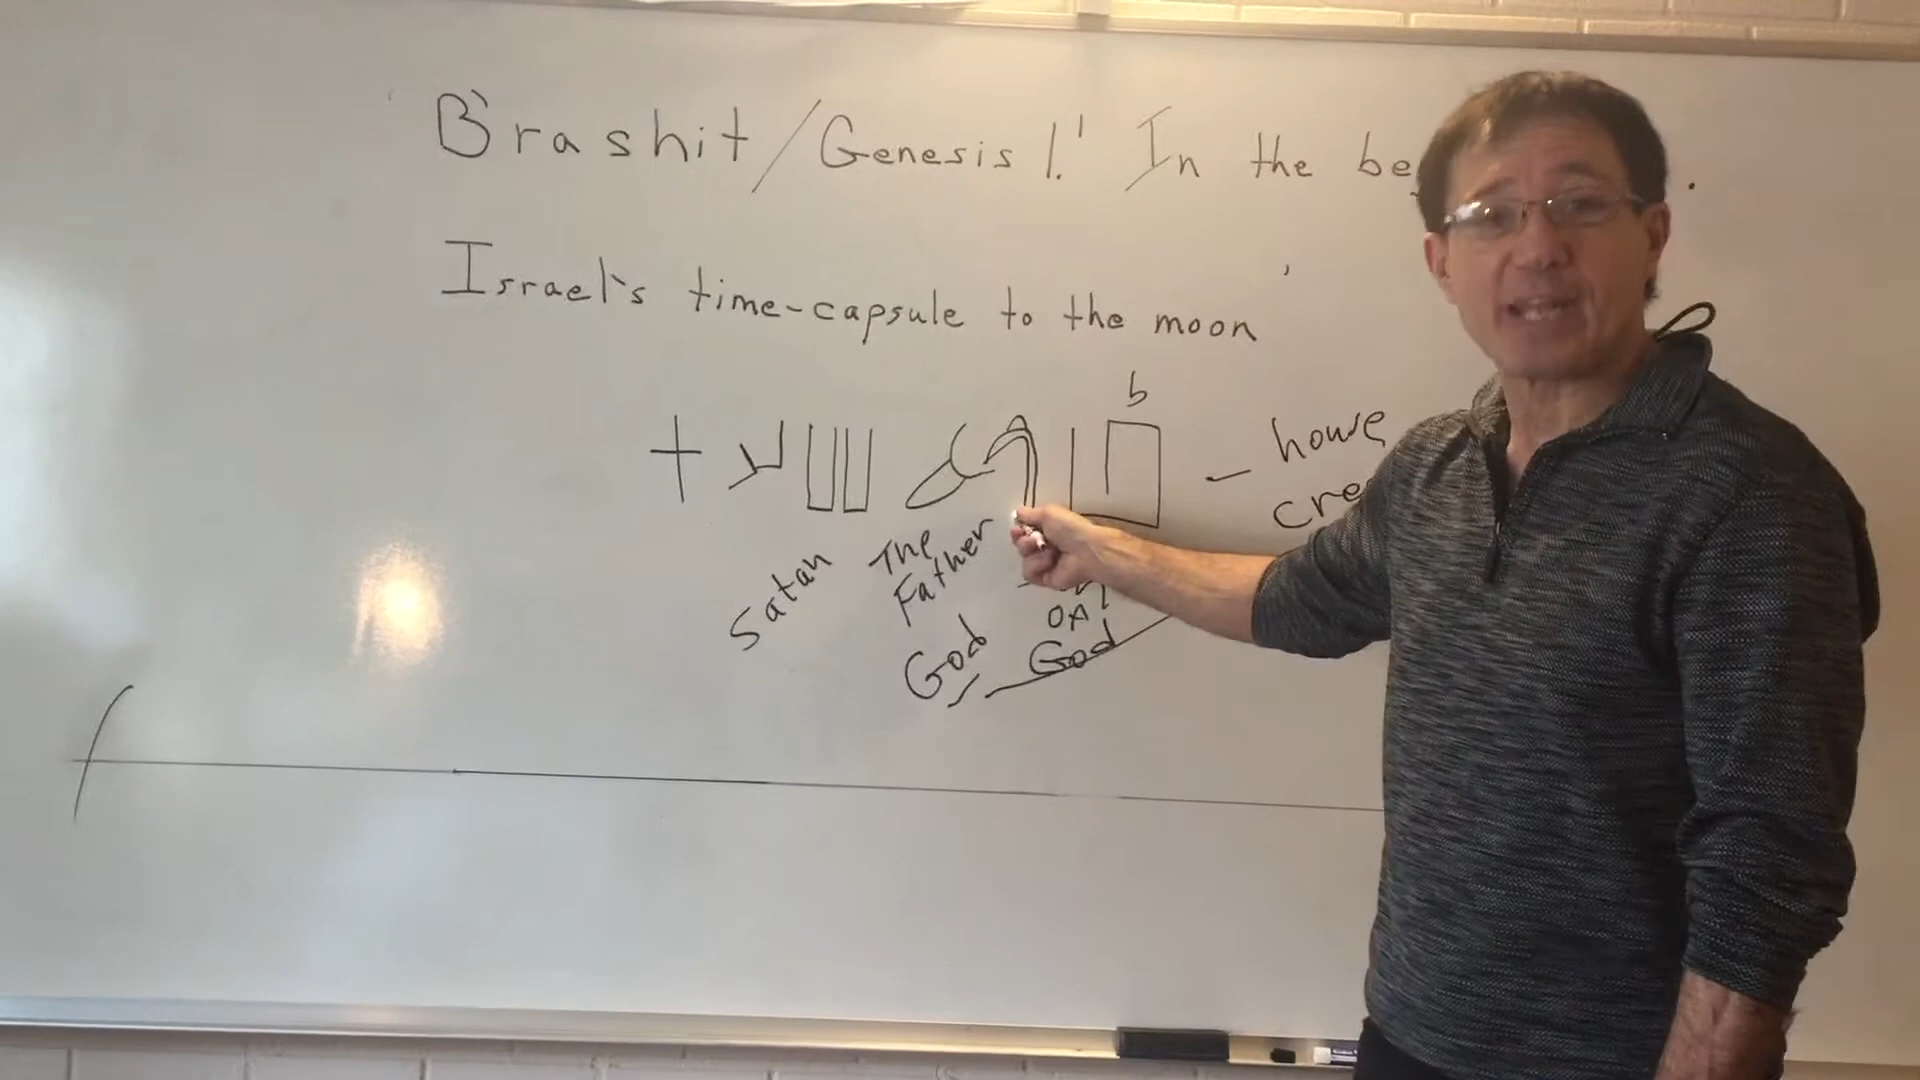 B'rashit/Genesis 1:1 In the be
Israel's time-capsule to the moon
b
house
cre
Satan
The Father
God
ox
God